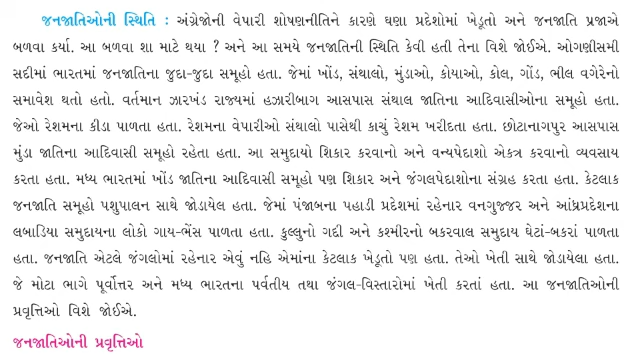 જનજાતિઓની સ્થિતિ : અંગ્રેજોની વેપારી શોષણનીતિને કારણે ઘણા પ્રદેશોમાં ખેડૂતો અને જનજાતિ પ્રજાએ
બળવા કર્યા. આ બળવા શા માટે થયા ? અને આ સમયે જનજાતિની સ્થિતિ કેવી હતી તેના વિશે જોઈએ. ઓગણીસમી
સદીમાં ભારતમાં જનજાતિના જુદા-જુદા સમૂહો હતા. જેમાં ખોંડ, સંથાલો, મુંડાઓ, કોયાઓ, કોલ, ગોંડ, ભીલ વગેરેનો
સમાવેશ થતો હતો. વર્તમાન ઝારખંડ રાજ્યમાં હઝારીબાગ આસપાસ સંથાલ જાતિના આદિવાસીઓના સમૂહો હતા.
જેઓ રેશમના કીડા પાળતા હતા. રેશમના વેપારીઓ સંથાલો પાસેથી કાચું રેશમ ખરીદતા હતા. છોટાનાગપુર આસપાસ
મુંડા જાતિના આદિવાસી સમૂહો રહેતા હતા. આ સમુદાયો શિકાર કરવાનો અને વન્યપેદાશો એકત્ર કરવાનો વ્યવસાય
કરતા હતા. મધ્ય ભારતમાં ખોંડ જાતિના આદિવાસી સમૂહો પણ શિકાર અને જંગલપેદાશોના સંગ્રહ કરતા હતા. કેટલાક
જનજાતિ સમૂહો પશુપાલન સાથે જોડાયેલ હતા. જેમાં પંજાબના પહાડી પ્રદેશમાં રહેનાર વનગુજ્જર અને આંધ્રપ્રદેશના
લબાડિયા સમુદાયના લોકો ગાય-ભેંસ પાળતા હતા. કુલ્લુનો ગદ્દી અને કશ્મીરનો બકરવાલ સમુદાય ઘેટાં-બકરાં પાળતા
હતા. જનજાતિ એટલે જંગલોમાં રહેનાર એવું નહિ એમાંના કેટલાક ખેડૂતો પણ હતા. તેઓ ખેતી સાથે જોડાયેલા હતા.
જે મોટા ભાગે પૂર્વોત્તર અને મધ્ય ભારતના પર્વતીય તથા જંગલ-વિસ્તારોમાં ખેતી કરતાં હતા. આ જનજાતિઓની
પ્રવૃત્તિઓ વિશે જોઈએ.
જનજાતિઓની પ્રવૃત્તિઓ